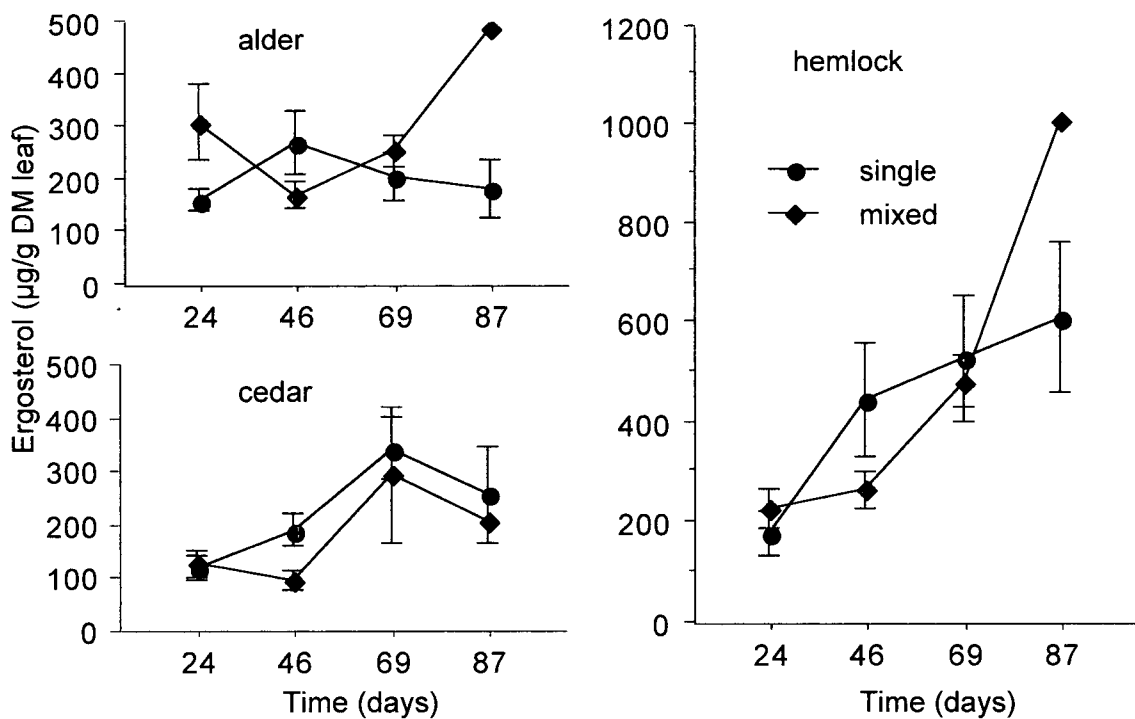 Ergosterol (µg/g DM leaf)
alder
500
400
300
200
100
0
24 46 69 87
cedar
500
400
300
200
100
0
24 46 69 87
Time (days)
hemlock
single
mixed
1200
1000
800
600
400
200
0
24 46 69 87
Time (days)